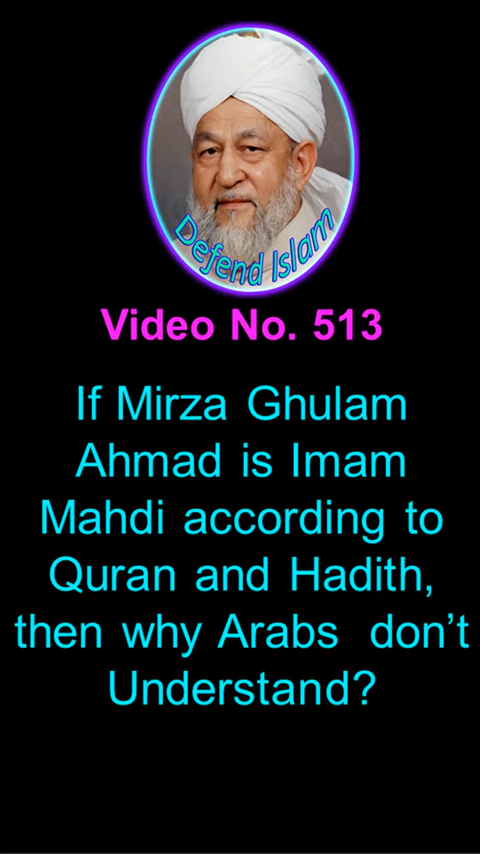 Defend Islam
Video No. 513
If Mirza Ghulam
Ahmad is Imam
Mahdi according to
Quran and Hadith,
then why Arabs  don’t
Understand?